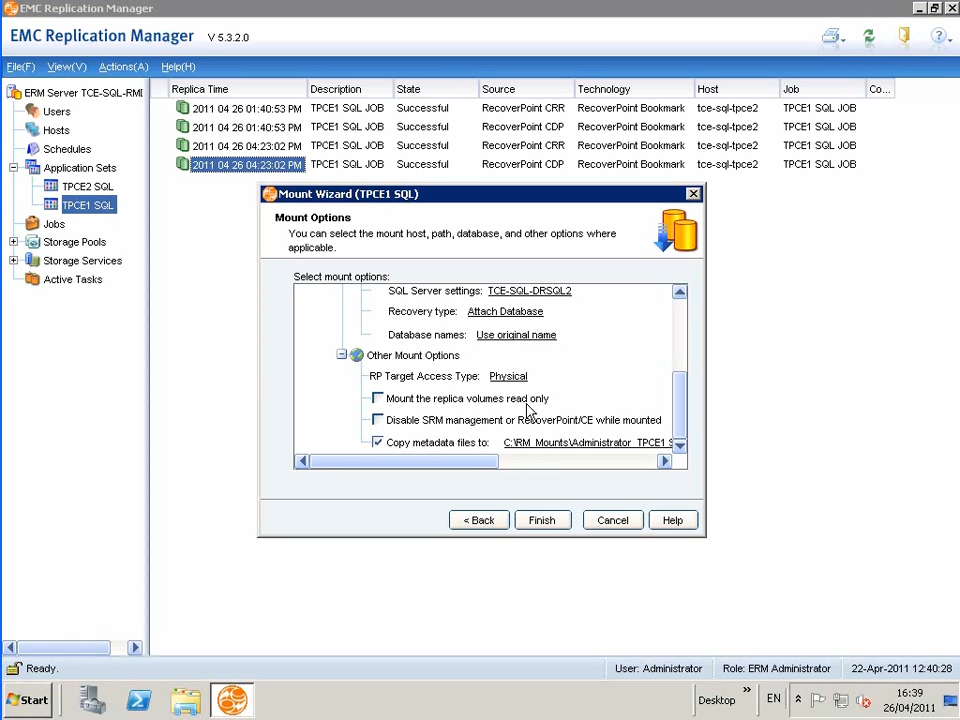 EMC Replication Manager
EMC Replication Manager V 5.3.2.0
File(F) View(V) Actions(A) Help(H)
ERM Server TCE-SQL-RM
Users
Hosts
Schedules
Application Sets
TPCE2 SQL
TPCE1 SQL
Jobs
Storage Pools
Storage Services
Active Tasks
Replica Time Description State Source Technology Host Job Co...
2011 04 26 01:40:53 PM TPCE1 SQL JOB Successful RecoverPoint CRR RecoverPoint Bookmark tce-sql-tpce2 TPCE1 SQL JOB
2011 04 26 01:40:53 PM TPCE1 SQL JOB Successful RecoverPoint CDP RecoverPoint Bookmark tce-sql-tpce2 TPCE1 SQL JOB
2011 04 26 04:23:02 PM TPCE1 SQL JOB Successful RecoverPoint CRR RecoverPoint Bookmark tce-sql-tpce2 TPCE1 SQL JOB
2011 04 26 04:23:02 PM TPCE1 SQL JOB Successful RecoverPoint CDP RecoverPoint Bookmark tce-sql-tpce2 TPCE1 SQL JOB
Mount Wizard (TPCE1 SQL)
Mount Options
You can select the mount host, path, database, and other options where
applicable.
Select mount options:
SQL Server settings: TCE-SQL-DRSQL2
Recovery type: Attach Database
Database names: Use original name
Other Mount Options
RP Target Access Type: Physical
Mount the replica volumes read only
Disable SRM management or RecoverPoint/CE while mounted
Copy metadata files to: C:\RM_Mounts\Administrator_TPCE1 S
< Back Finish Cancel Help
Ready. User: Administrator Role: ERM Administrator 22-Apr-2011 12:40:28
Start Desktop » EN 16:39
26/04/2011